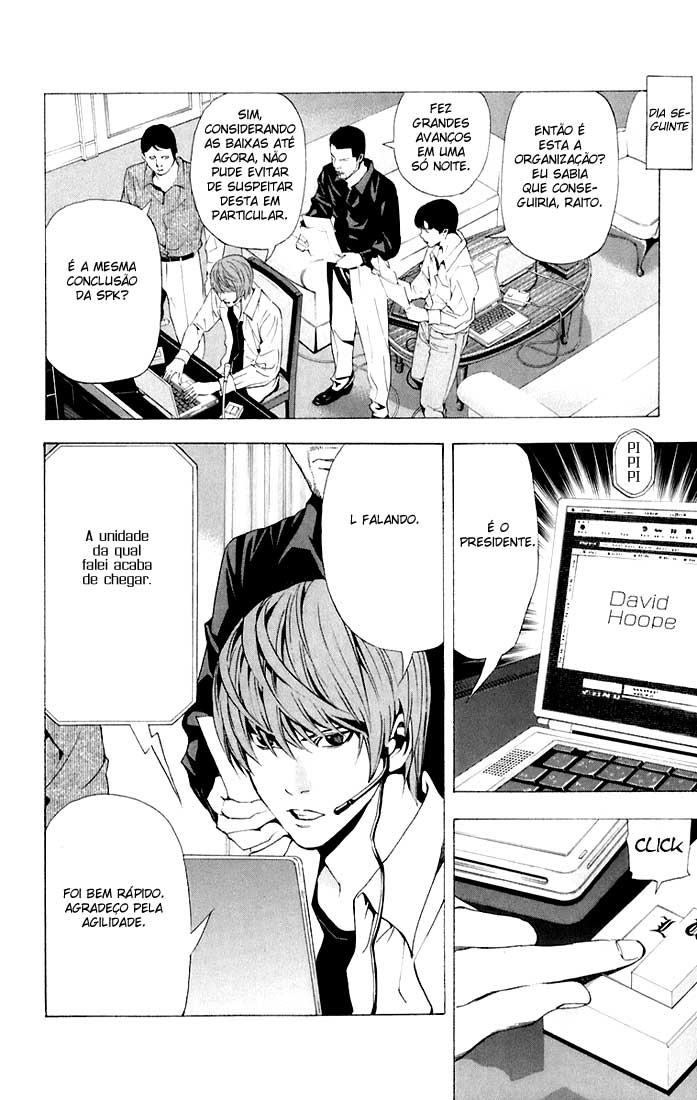 DIA SE-
GUINTE
ENTÃO É
ESTA A
ORGANIZAÇÃO?
EU SABIA
QUE CONSE-
GUIRIA, RAITO.
FEZ
GRANDES
AVANÇOS
EM UMA
SÓ NOITE.
SIM,
CONSIDERANDO
AS BAIXAS ATÉ
AGORA, NÃO
PUDE EVITAR
DE SUSPEITAR
DESTA EM
PARTICULAR.
É A MESMA
CONCLUSÃO
DA SPK?
PI
PI
PI
David
Hoope
É O
PRESIDENTE.
CLICK
L
L FALANDO.
A unidade
da qual
falei acaba
de chegar.
FOI BEM RÁPIDO.
AGRADEÇO PELA
AGILIDADE.